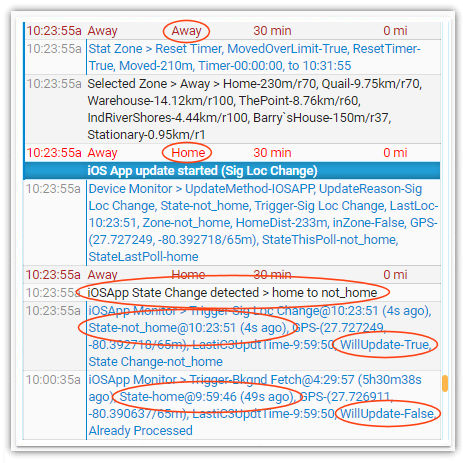 10:23:55a Away Away 30 min 0 mi
10:23:55a Stat Zone > Reset Timer, MovedOverLimit-True, ResetTimer-
True, Moved-210m, Timer-00:00:00, to 10:31:55
10:23:55a Selected Zone > Away > Home-230m/r70, Quail-9.75km/r70,
Warehouse-14.12km/r100, ThePoint-8.76km/r60,
IndRiverShores-4.44km/r100, Barry`sHouse-150m/r37,
Stationary-0.95km/r1
10:23:55a Away Home 30 min 0 mi
iOS App update started (Sig Loc Change)
10:23:55a Device Monitor > UpdateMethod-IOSAPP, UpdateReason-Sig
Loc Change, State-not_home, Trigger-Sig Loc Change, LastLoc-
10:23:51, Zone-not_home, HomeDist-233m, inZone-False, GPS-
(27.727249, -80.392718/65m), StateThisPoll-not_home,
StateLastPoll-home
10:23:55a Away Home 30 min 0 mi
10:23:55a iOSApp State Change detected > home to not_home
10:23:55a iOSApp Monitor > Trigger-Sig Loc Change@10:23:51 (4s ago),
State-not_home@10:23:51 (4s ago), GPS-(27.727249,
-80.392718/65m), LastiC3UpdtTime-9:59:50, WillUpdate-True,
State Change-not_home
10:00:35a iOSApp Monitor > Trigger-Bkgnd Fetch@4:29:57 (5h30m38s
ago), State-home@9:59:46 (49s ago), GPS-(27.726911,
-80.390637/65m), LastiC3UpdtTime-9:59:50, WillUpdate-False,
Already Processed